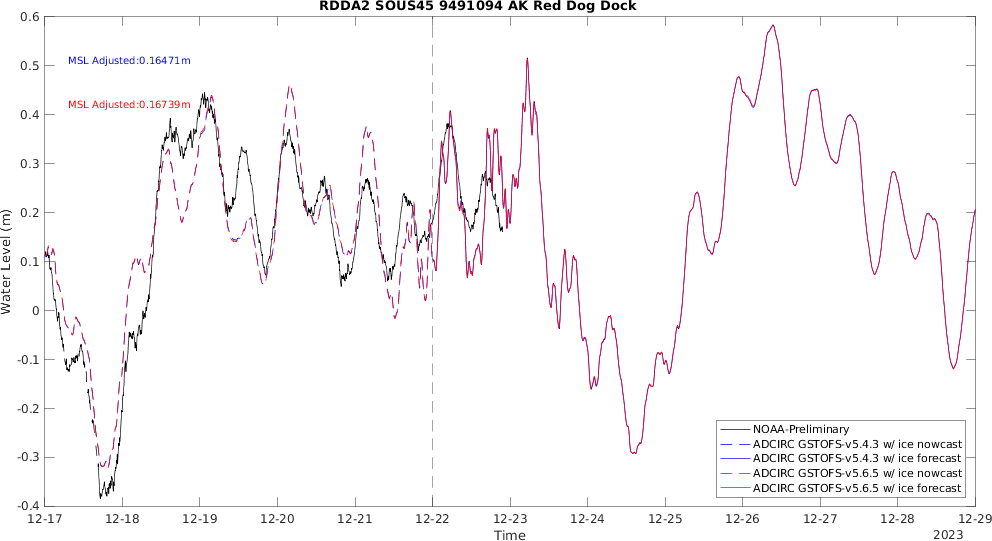 RDDA2 SOUS45 9491094 AK Red Dog Dock
0.6
0.5
0.4
0.3
0.2
0.1
0
-0.1
-0.2
-0.3
-0.4
Water Level (m)
MSL Adjusted:0.16471m
MSL Adjusted:0.16739m
NOAA-Preliminary
ADCIRC GSTOFS-v5.4.3 w/ ice nowcast
ADCIRC GSTOFS-v5.4.3 w/ ice forecast
ADCIRC GSTOFS-v5.6.5 w/ ice nowcast
ADCIRC GSTOFS-v5.6.5 w/ ice forecast
12-17 12-18 12-19 12-20 12-21 12-22 12-23 12-24 12-25 12-26 12-27 12-28 12-29
Time
2023